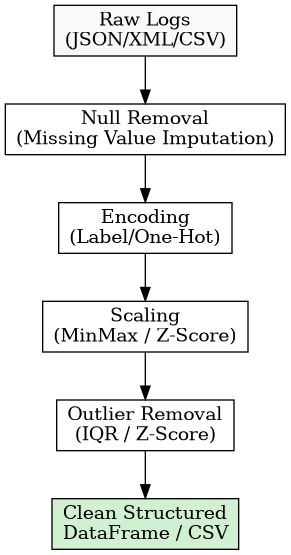 Raw Logs
(JSON/XML/CSV)
Null Removal
(Missing Value Imputation)
Encoding
(Label/One-Hot)
Scaling
(MinMax / Z-Score)
Outlier Removal
(IQR / Z-Score)
Clean Structured
DataFrame / CSV